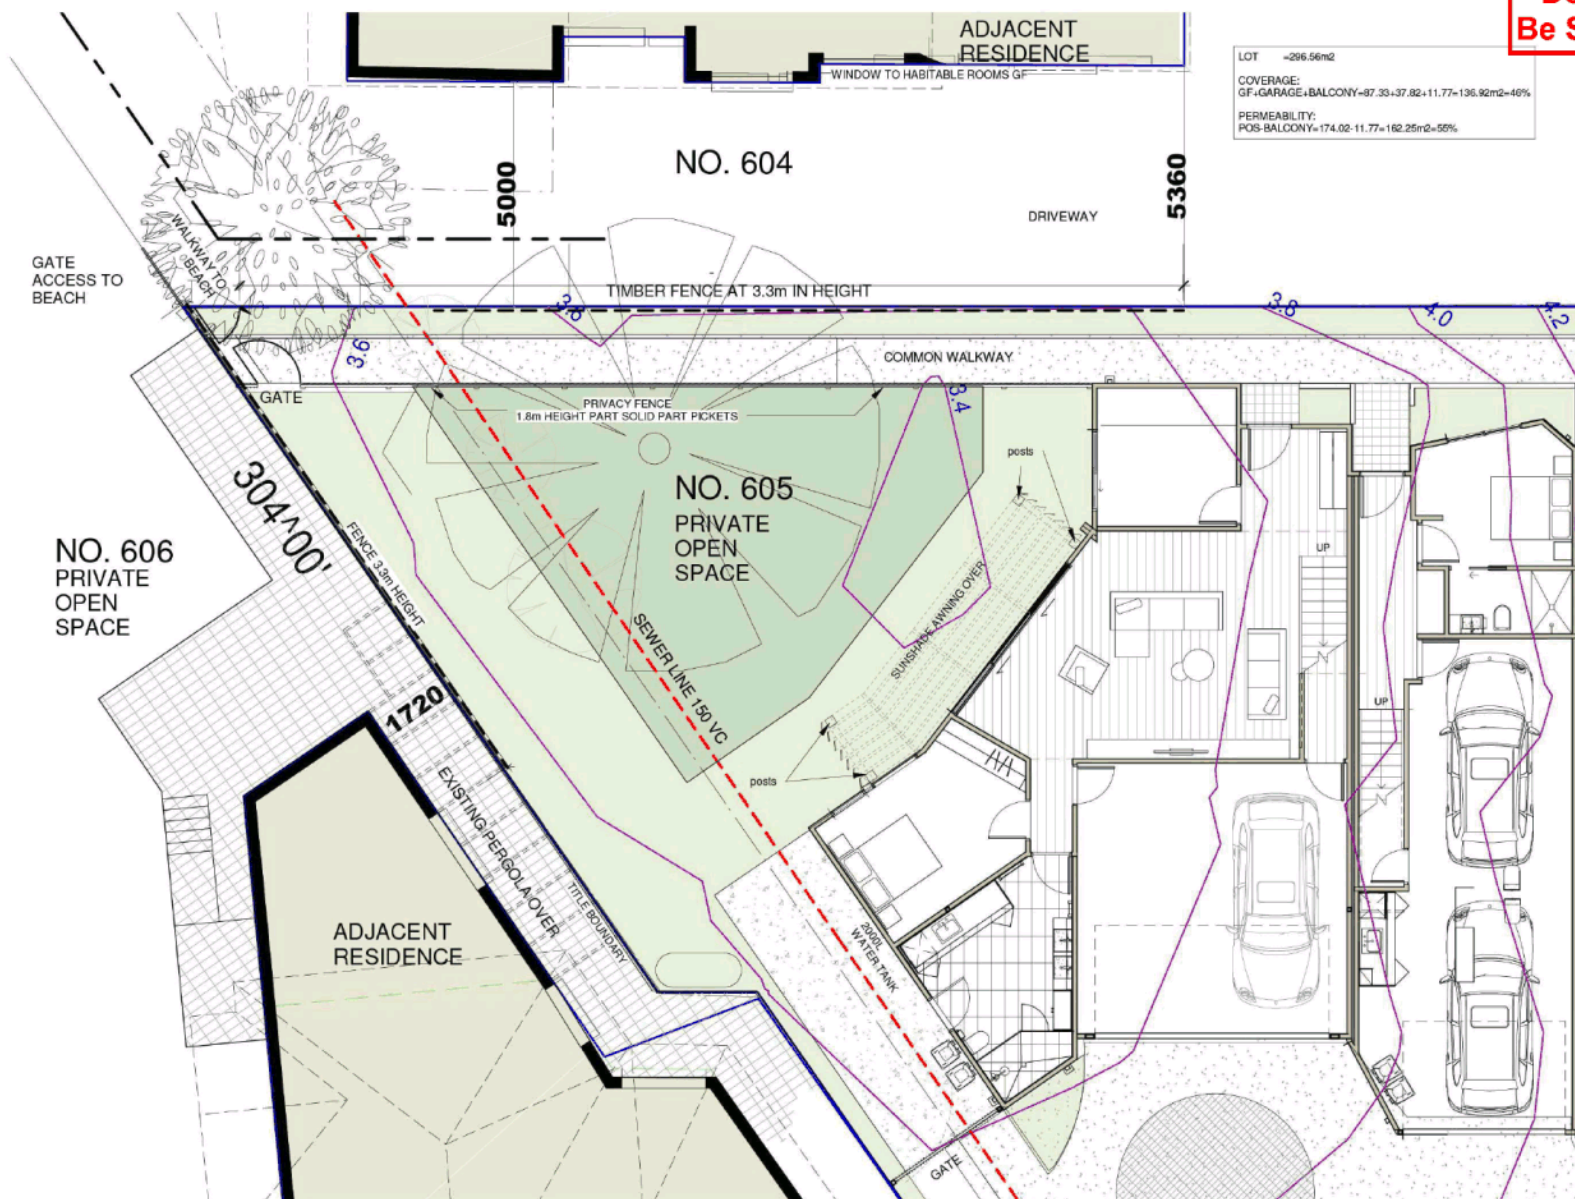 Be S
ADJACENT
RESIDENCE
WINDOW TO HABITABLE ROOMS GF
LOT =296.56m2
COVERAGE:
GF+GARAGE+BALCONY=87.33+37.82+11.77=136.92m2=46%
PERMEABILITY:
POS-BALCONY=174.02-11.77=162.25m2=55%
NO. 604
5000
5360
DRIVEWAY
WALKWAY TO
BEACH
GATE
ACCESS TO
BEACH
TIMBER FENCE AT 3.3m IN HEIGHT
3.6
3.8
4.0
4.2
3.6
COMMON WALKWAY
GATE
PRIVACY FENCE
1.8m HEIGHT PART SOLID PART PICKETS
3.4
posts
NO. 605
PRIVATE
OPEN
SPACE
304^00'
FENCE 3.3m HEIGHT
NO. 606
PRIVATE
OPEN
SPACE
UP
SUNSHADE AWNING OVER
SEWER LINE 150 VC
1720
UP
posts
EXISTING PERGOLA OVER
TITLE BOUNDARY
ADJACENT
RESIDENCE
2000L
WATER TANK
GATE